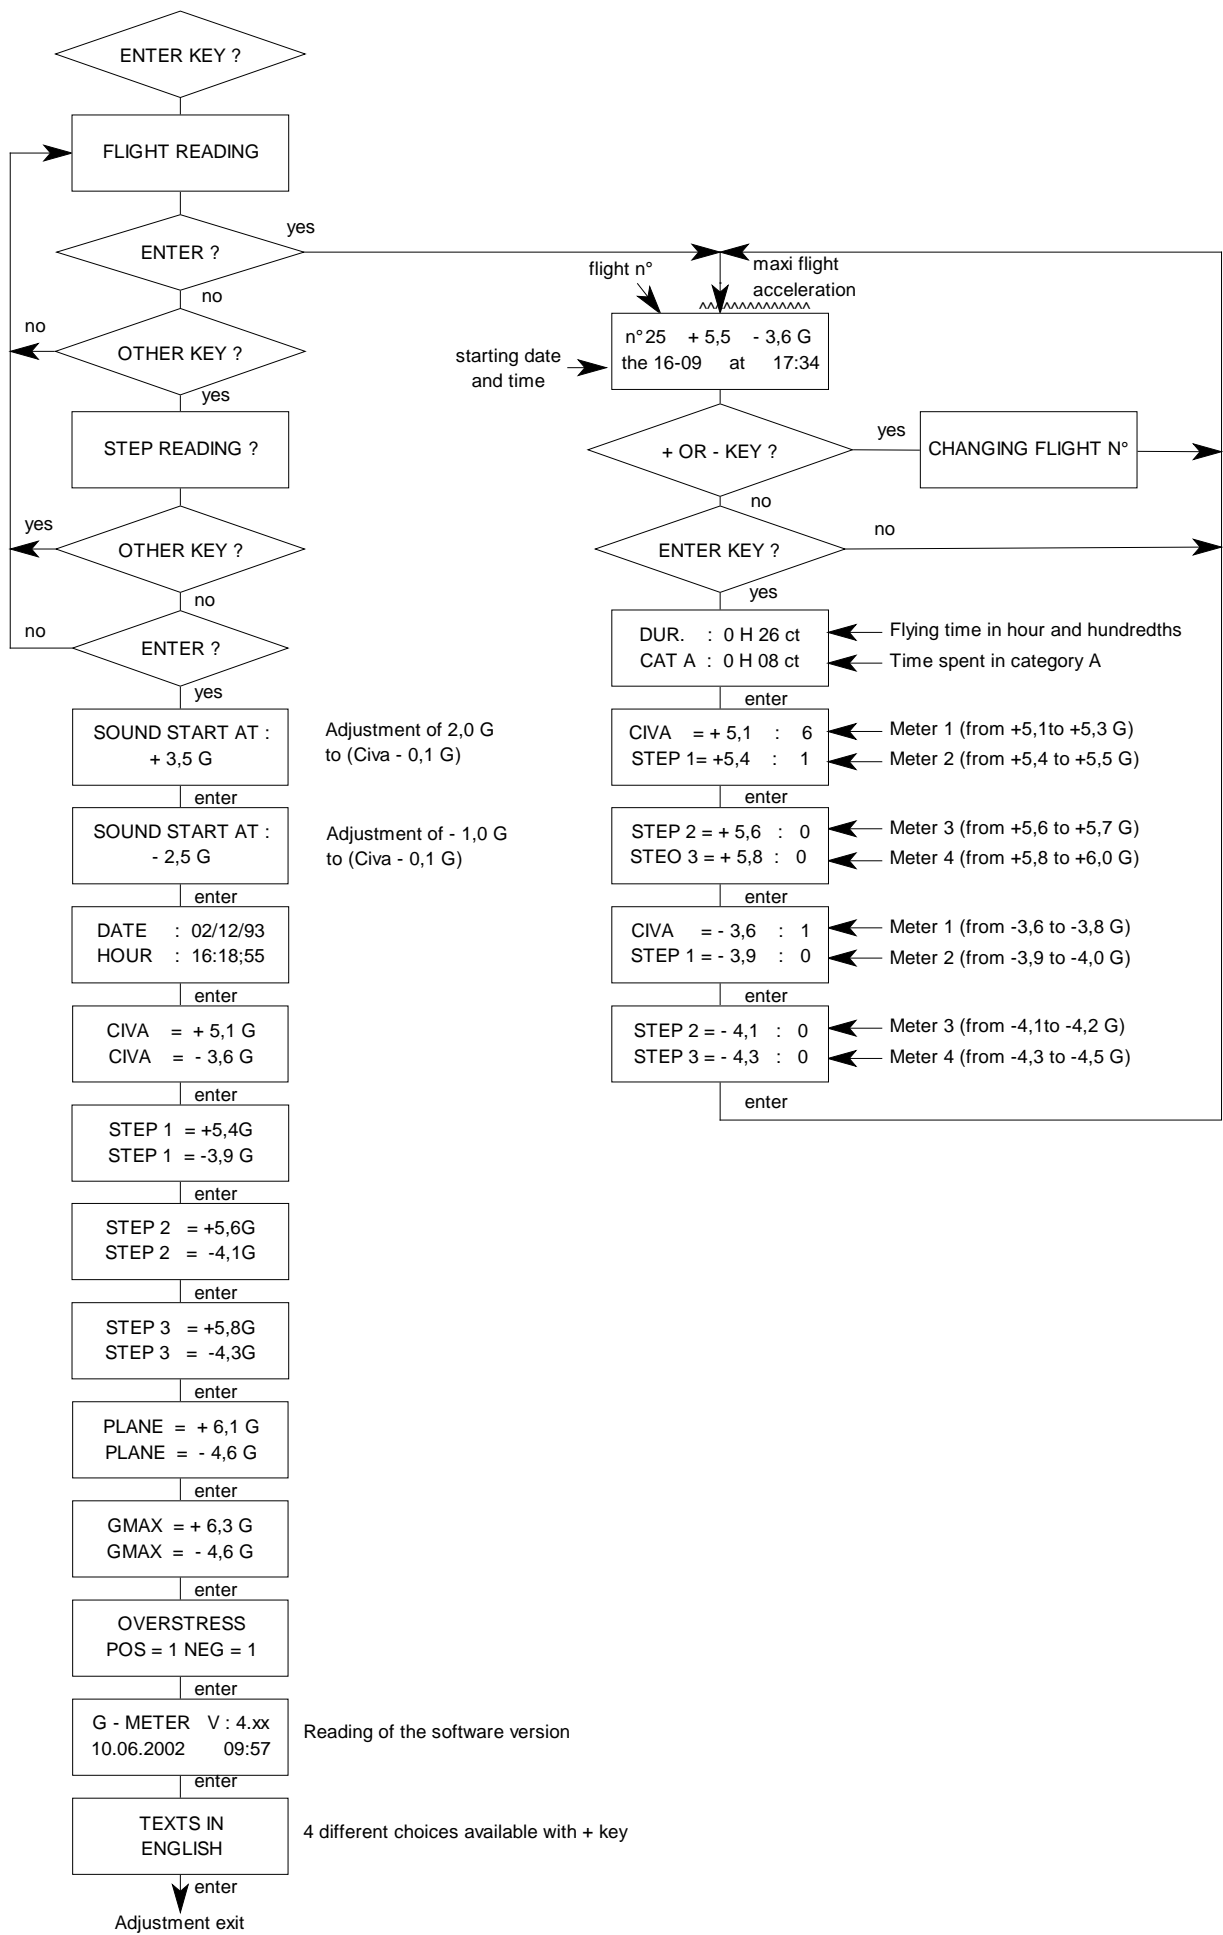 ENTER KEY ?
FLIGHT READING
ENTER ?
yes
no
OTHER KEY ?
no
yes
STEP READING ?
OTHER KEY ?
yes
no
ENTER ?
no
yes
SOUND START AT :
+ 3,5 G
Adjustment of 2,0 G
to (Civa - 0,1 G)
enter
SOUND START AT :
- 2,5 G
Adjustment of - 1,0 G
to (Civa - 0,1 G)
enter
DATE : 02/12/93
HOUR : 16:18;55
enter
CIVA = + 5,1 G
CIVA = - 3,6 G
enter
STEP 1 = +5,4G
STEP 1 = -3,9 G
enter
STEP 2 = +5,6G
STEP 2 = -4,1G
enter
STEP 3 = +5,8G
STEP 3 = -4,3G
enter
PLANE = + 6,1 G
PLANE = - 4,6 G
enter
GMAX = + 6,3 G
GMAX = - 4,6 G
enter
OVERSTRESS
POS = 1 NEG = 1
enter
G - METER V : 4.xx
10.06.2002 09:57
Reading of the software version
enter
TEXTS IN
ENGLISH
4 different choices available with + key
enter
Adjustment exit
flight n°
maxi flight
acceleration
^^^^^^^^^^^^^^
n°25 + 5,5 - 3,6 G
the 16-09 at 17:34
starting date
and time
+ OR - KEY ?
yes
CHANGING FLIGHT N°
no
ENTER KEY ?
no
yes
DUR. : 0 H 26 ct
CAT A : 0 H 08 ct
Flying time in hour and hundredths
Time spent in category A
enter
CIVA = + 5,1 : 6
STEP 1= +5,4 : 1
Meter 1 (from +5,1to +5,3 G)
Meter 2 (from +5,4 to +5,5 G)
enter
STEP 2 = + 5,6 : 0
STEO 3 = + 5,8 : 0
Meter 3 (from +5,6 to +5,7 G)
Meter 4 (from +5,8 to +6,0 G)
enter
CIVA = - 3,6 : 1
STEP 1 = - 3,9 : 0
Meter 1 (from -3,6 to -3,8 G)
Meter 2 (from -3,9 to -4,0 G)
enter
STEP 2 = - 4,1 : 0
STEP 3 = - 4,3 : 0
Meter 3 (from -4,1to -4,2 G)
Meter 4 (from -4,3 to -4,5 G)
enter